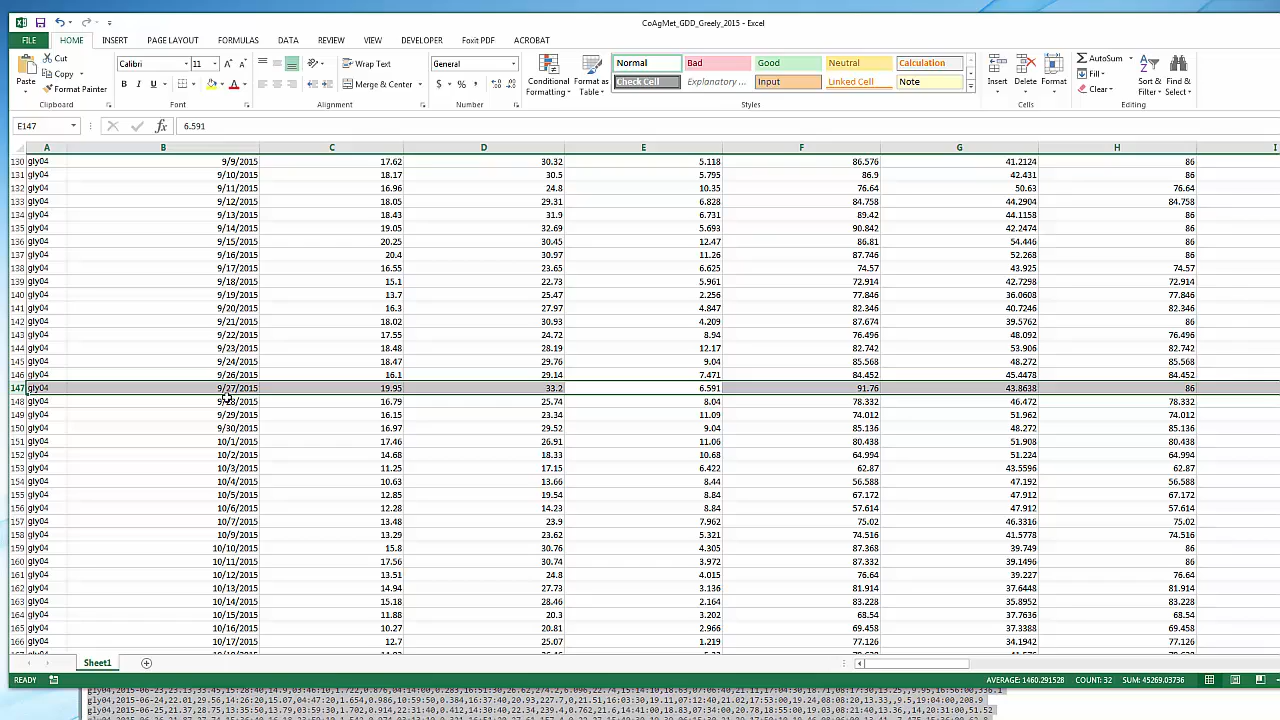 CoAgMet_GDD_Greely_2015 - Excel
FILE HOME INSERT PAGE LAYOUT FORMULAS DATA REVIEW VIEW DEVELOPER Foxit PDF ACROBAT
Cut
Copy
Format Painter
Paste
Clipboard
Calibri 11
B I U
Font
Wrap Text
Merge & Center
Alignment
General
$ % ,
Number
Conditional Formatting
Format as Table
Normal Bad Good Neutral Calculation
Check Cell Explanatory ... Input Linked Cell Note
Styles
Insert Delete Format
Cells
AutoSum
Fill
Clear
Sort & Filter
Find & Select
Editing
E147 fx 6.591
A B C D E F G H I
130 gly04 9/9/2015 17.62 30.32 5.118 86.576 41.2124 86
131 gly04 9/10/2015 18.17 30.5 5.795 86.9 42.431 86
132 gly04 9/11/2015 16.96 24.8 10.35 76.64 50.63 76.64
133 gly04 9/12/2015 18.05 29.31 6.828 84.758 44.2904 84.758
134 gly04 9/13/2015 18.43 31.9 6.731 89.42 44.1158 86
135 gly04 9/14/2015 19.05 32.69 5.693 90.842 42.2474 86
136 gly04 9/15/2015 20.25 30.45 12.47 86.81 54.446 86
137 gly04 9/16/2015 20.4 30.97 11.26 87.746 52.268 86
138 gly04 9/17/2015 16.55 23.65 6.625 74.57 43.925 74.57
139 gly04 9/18/2015 15.1 22.73 5.961 72.914 42.7298 72.914
140 gly04 9/19/2015 13.7 25.47 2.256 77.846 36.0608 77.846
141 gly04 9/20/2015 16.3 27.97 4.847 82.346 40.7246 82.346
142 gly04 9/21/2015 18.02 30.93 4.209 87.674 39.5762 86
143 gly04 9/22/2015 17.55 24.72 8.94 76.496 48.092 76.496
144 gly04 9/23/2015 18.48 28.19 12.17 82.742 53.906 82.742
145 gly04 9/24/2015 18.47 29.76 9.04 85.568 48.272 85.568
146 gly04 9/26/2015 16.1 29.14 7.471 84.452 45.4478 84.452
147 gly04 9/27/2015 19.95 33.2 6.591 91.76 43.8638 86
148 gly04 9/28/2015 16.79 25.74 8.04 78.332 46.472 78.332
149 gly04 9/29/2015 16.15 23.34 11.09 74.012 51.962 74.012
150 gly04 9/30/2015 16.97 29.52 9.04 85.136 48.272 85.136
151 gly04 10/1/2015 17.46 26.91 11.06 80.438 51.908 80.438
152 gly04 10/2/2015 14.68 18.33 10.68 64.994 51.224 64.994
153 gly04 10/3/2015 11.25 17.15 6.422 62.87 43.5596 62.87
154 gly04 10/4/2015 10.63 13.66 8.44 56.588 47.192 56.588
155 gly04 10/5/2015 12.85 19.54 8.84 67.172 47.912 67.172
156 gly04 10/6/2015 12.28 14.23 8.84 57.614 47.912 57.614
157 gly04 10/7/2015 13.48 23.9 7.962 75.02 46.3316 75.02
158 gly04 10/9/2015 13.29 23.62 5.321 74.516 41.5778 74.516
159 gly04 10/10/2015 15.8 30.76 4.305 87.368 39.749 86
160 gly04 10/11/2015 17.56 30.74 3.972 87.332 39.1496 86
161 gly04 10/12/2015 13.51 24.8 4.015 76.64 39.227 76.64
162 gly04 10/13/2015 14.94 27.73 3.136 81.914 37.6448 81.914
163 gly04 10/14/2015 15.18 28.46 2.164 83.228 35.8952 83.228
164 gly04 10/15/2015 11.88 20.3 3.202 68.54 37.7636 68.54
165 gly04 10/16/2015 10.27 20.81 2.966 69.458 37.3388 69.458
166 gly04 10/17/2015 12.7 25.07 1.219 77.126 34.1942 77.126
Sheet1
READY AVERAGE: 1460.291528 COUNT: 32 SUM: 45269.03736